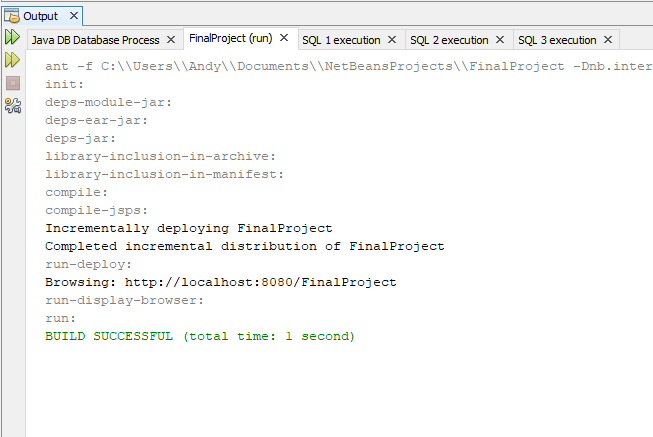 Output
Java DB Database Process
FinalProject (run)
SQL 1 execution
SQL 2 execution
SQL 3 execution
ant -f C:\\Users\\Andy\\Documents\\NetBeansProjects\\FinalProject -Dnb.inter
init:
deps-module-jar:
deps-ear-jar:
deps-jar:
library-inclusion-in-archive:
library-inclusion-in-manifest:
compile:
compile-jsps:
Incrementally deploying FinalProject
Completed incremental distribution of FinalProject
run-deploy:
Browsing: http://localhost:8080/FinalProject
run-display-browser:
run:
BUILD SUCCESSFUL (total time: 1 second)